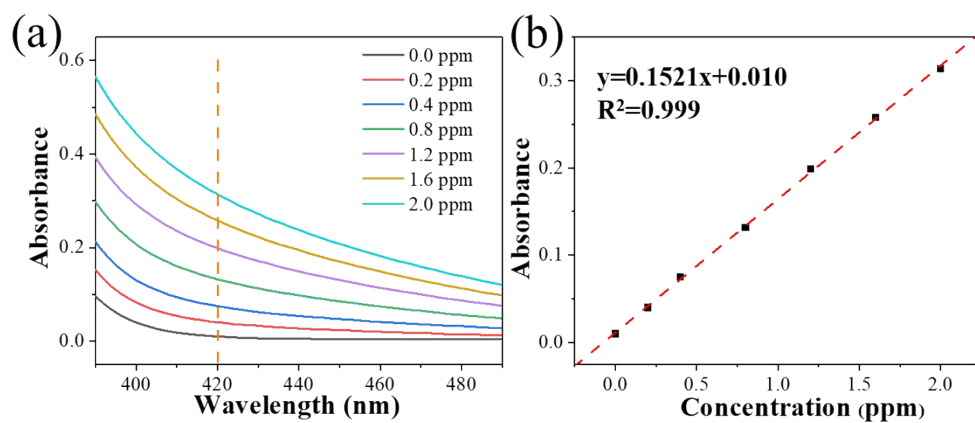 (a)
Absorbance
0.6
0.4
0.2
0.0
0.0 ppm
0.2 ppm
0.4 ppm
0.8 ppm
1.2 ppm
1.6 ppm
2.0 ppm
400
420
440
460
480
Wavelength (nm)
(b)
Absorbance
0.3
0.2
0.1
0.0
y=0.1521x+0.010
R²=0.999
0.0
0.5
1.0
1.5
2.0
Concentration (ppm)